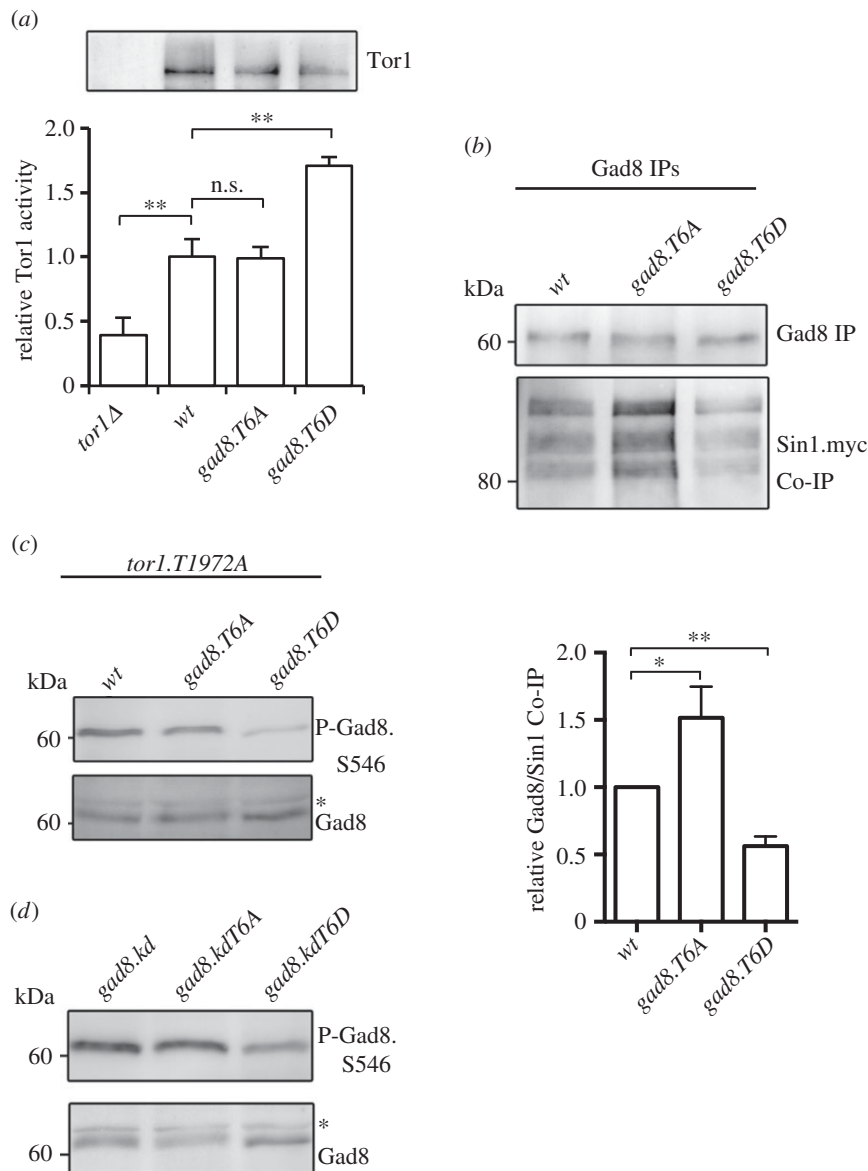 (a)
Tor1
relative Tor1 activity
2.0
1.5
1.0
0.5
0
**
n.s.
**
tor1Δ
wt
gad8.T6A
gad8.T6D
(b)
Gad8 IPs
kDa
wt
gad8.T6A
gad8.T6D
60
Gad8 IP
80
Sin1.myc
Co-IP
relative Gad8/Sin1 Co-IP
2.0
1.5
1.0
0.5
0
*
**
wt
gad8.T6A
gad8.T6D
(c)
tor1.T1972A
kDa
wt
gad8.T6A
gad8.T6D
60
P-Gad8.
S546
60
*
Gad8
(d)
kDa
gad8.kd
gad8.kdT6A
gad8.kdT6D
60
P-Gad8.
S546
60
*
Gad8